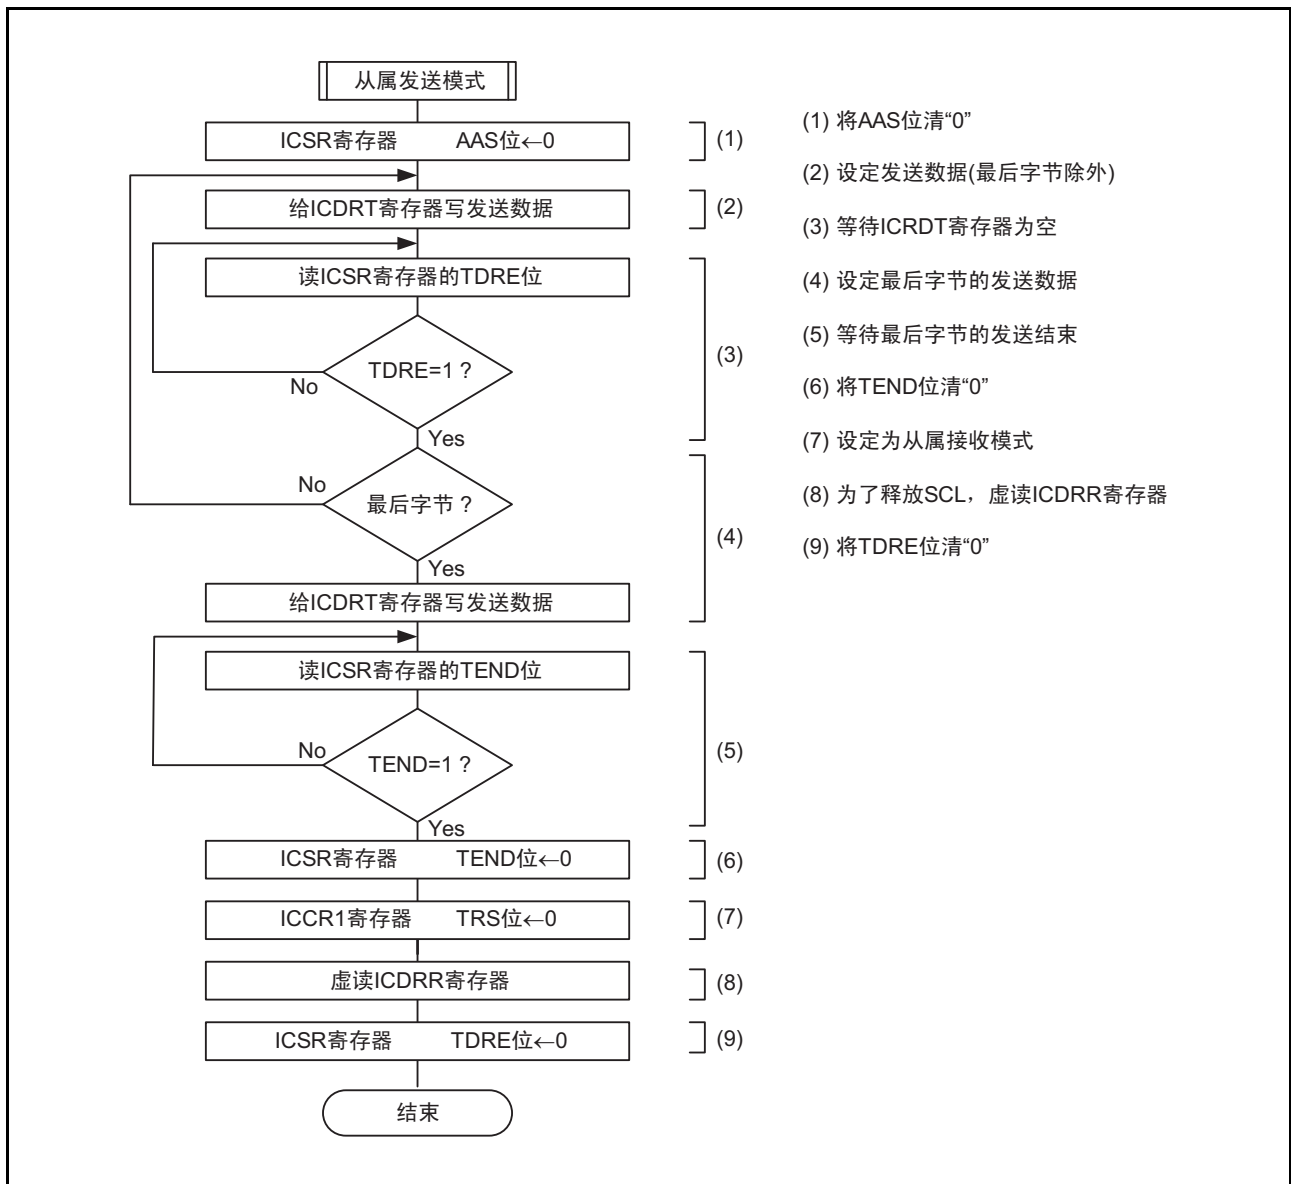 从属发送模式
ICSR寄存器 AAS位←0
(1)
给ICDRT寄存器写发送数据
(2)
读ICSR寄存器的TDRE位
TDRE=1 ?
No
Yes
(3)
最后字节 ?
No
Yes
给ICDRT寄存器写发送数据
(4)
读ICSR寄存器的TEND位
TEND=1 ?
No
Yes
(5)
ICSR寄存器 TEND位←0
(6)
ICCR1寄存器 TRS位←0
(7)
虚读ICDRR寄存器
(8)
ICSR寄存器 TDRE位←0
(9)
结束
(1) 将AAS位清“0”
(2) 设定发送数据(最后字节除外)
(3) 等待ICRDT寄存器为空
(4) 设定最后字节的发送数据
(5) 等待最后字节的发送结束
(6) 将TEND位清“0”
(7) 设定为从属接收模式
(8) 为了释放SCL，虚读ICDRR寄存器
(9) 将TDRE位清“0”